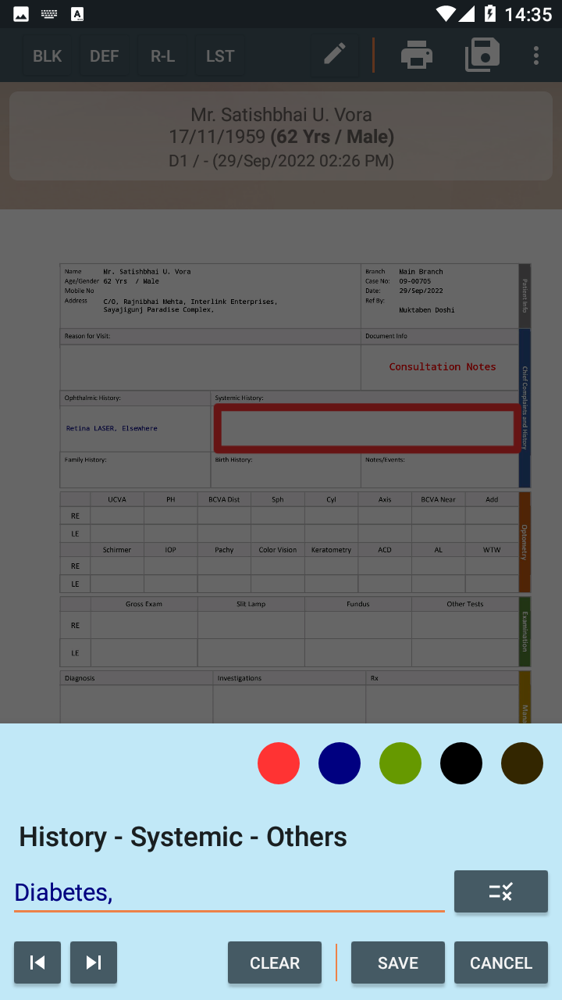 14:35
BLK DEF R-L LST
Mr. Satishbhai U. Vora
17/11/1959 (62 Yrs / Male)
D1 / - (29/Sep/2022 02:26 PM)
Name Mr. Satishbhai U. Vora
Age/Gender 62 Yrs / Male
Mobile No
Address C/O, Rajnibhai Mehta, Interlink Enterprises,
Sayajigunj Paradise Complex,
Branch Main Branch
Case No: 09-00705
Date: 29/Sep/2022
Ref By:
Muktaben Doshi
Patient Info
Reason for Visit: Document Info
Consultation Notes
Chief Complaints and History
Ophthalmic History: Systemic History:
Retina LASER, Elsewhere
Family History: Birth History: Notes/Events:
UCVA PH BCVA Dist Sph Cyl Axis BCVA Near Add
RE
LE
Optometry
Schirmer IOP Pachy Color Vision Keratometry ACD AL WTW
RE
LE
Gross Exam Slit Lamp Fundus Other Tests
RE
LE
Examination
Diagnosis Investigations Rx
Mana
History - Systemic - Others
Diabetes,
CLEAR SAVE CANCEL